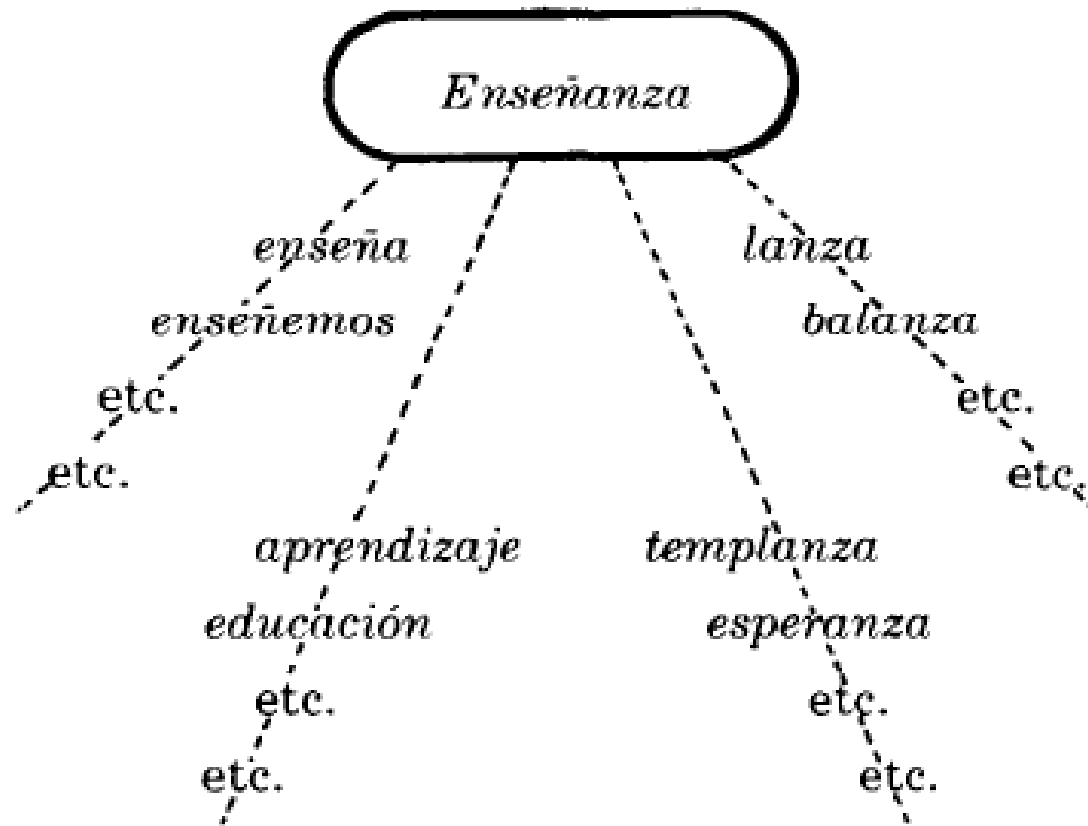 Enseñanza
enseña
lanza
enseñemos
balanza
etc.
etc.
etc.
etc.
aprendizaje
templanza
educación
esperanza
etc.
etc.
etc.
etc.